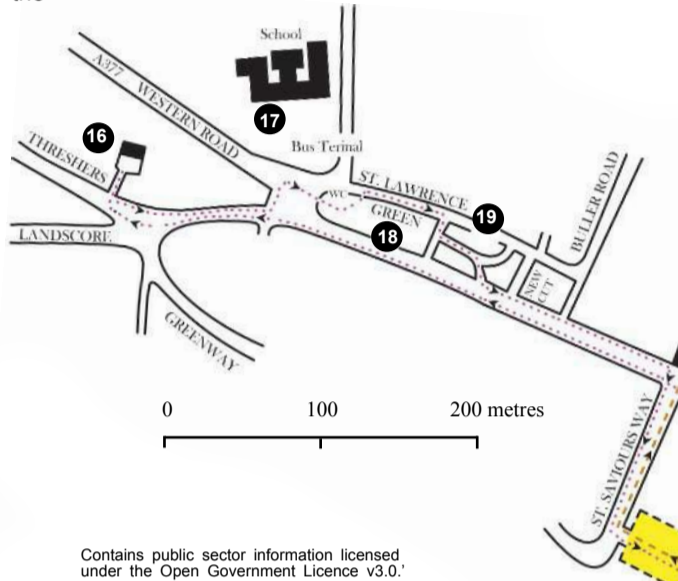 School
A377 WESTERN ROAD
16
17
Bus Terinal
THRESHERS
WC
ST. LAWRENCE
GREEN
18
19
BULLER ROAD
LANDSCORE
NEW
CUT
GREENWAY
0 100 200 metres
ST. SAVIOURS WAY
Contains public sector information licensed
under the Open Government Licence v3.0.'